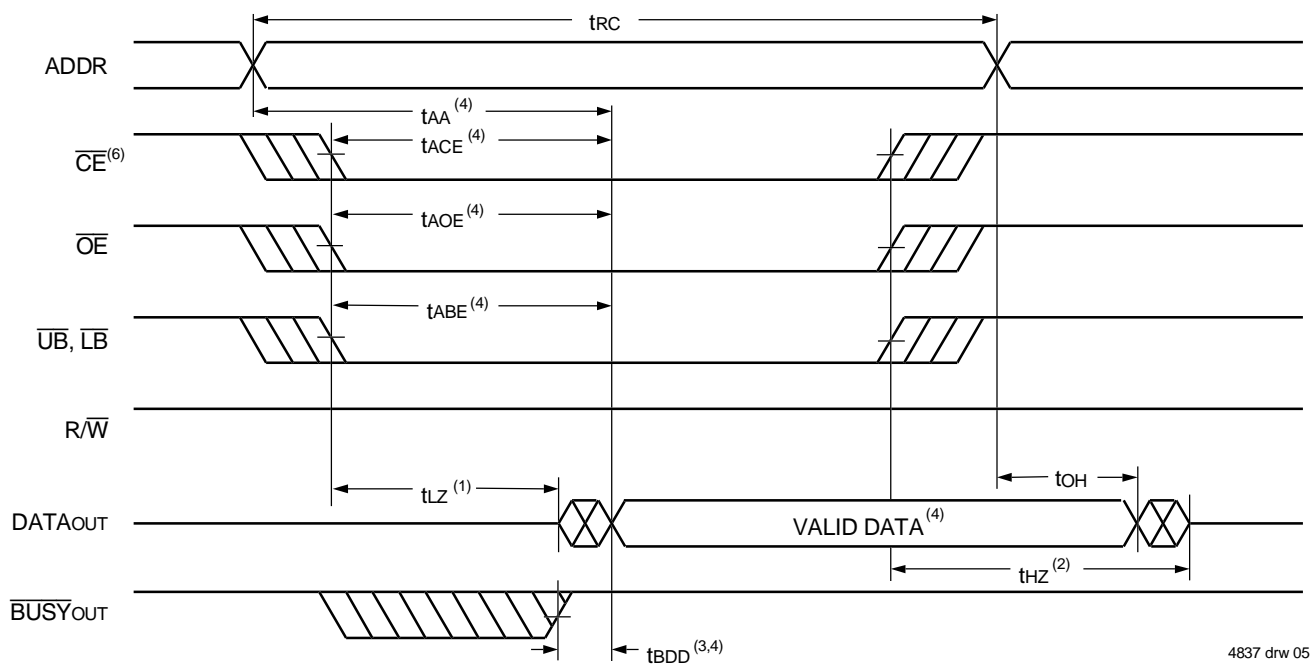 tRC
ADDR
tAA (4)
tACE (4)
CE(6)
tAOE (4)
OE
tABE (4)
UB, LB
R/W
tLZ (1)
tOH
DATAOUT
VALID DATA(4)
tHZ (2)
BUSYOUT
tBDD (3,4)
4837 drw 05